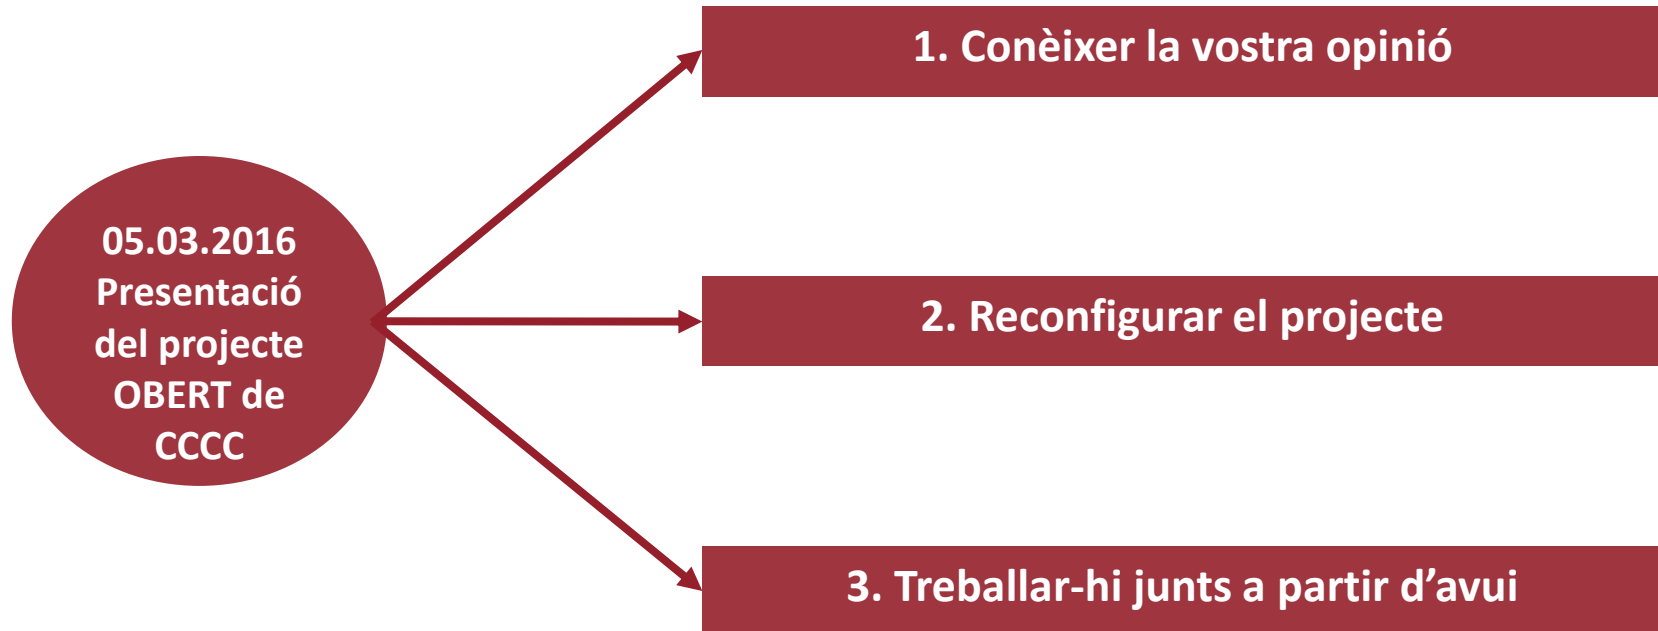 1. Conèixer la vostra opinió
05.03.2016
Presentació
del projecte
OBERT de
CCCC
2. Reconfigurar el projecte
3. Treballar-hi junts a partir d’avui